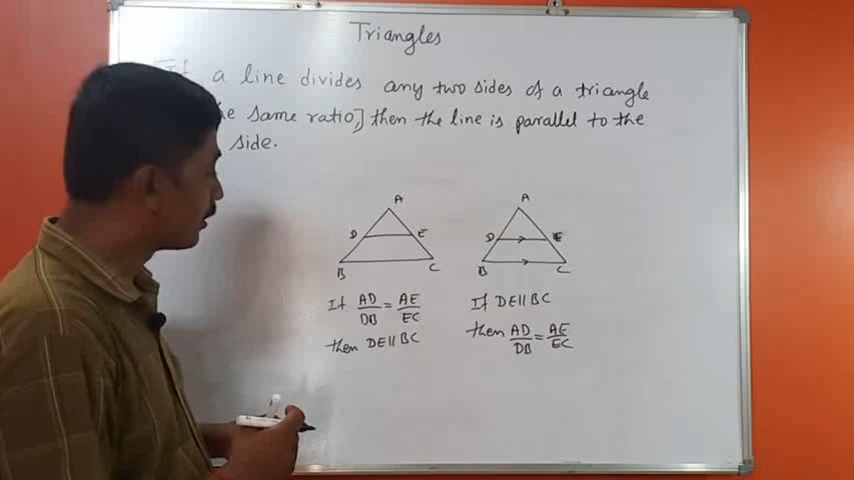 Triangles
If a line divides any two sides of a triangle
same ratio] then the line is parallel to the
side.
A
D E
B C
If AD/DB = AE/EC
then DE || BC
A
D E
B C
If DE || BC
then AD/DB = AE/EC